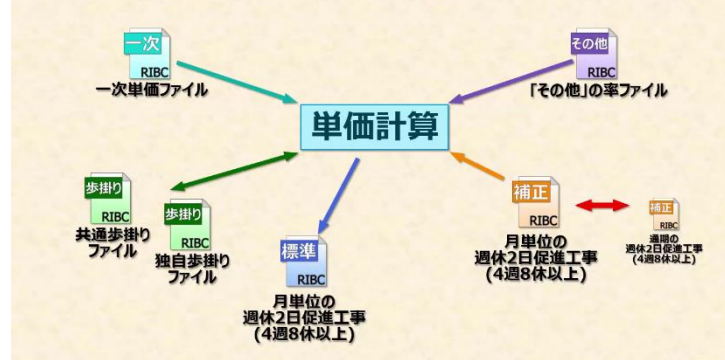 一次
RIBC
一次単価ファイル
その他
RIBC
「その他」の率ファイル
単価計算
歩掛り
RIBC
共通歩掛り
ファイル
歩掛り
RIBC
独自歩掛り
ファイル
標準
RIBC
月単位の
週休2日促進工事
(4週8休以上)
補正
RIBC
月単位の
週休2日促進工事
(4週8休以上)
補正
RIBC
通期の
週休2日促進工事
(4週8休以上)